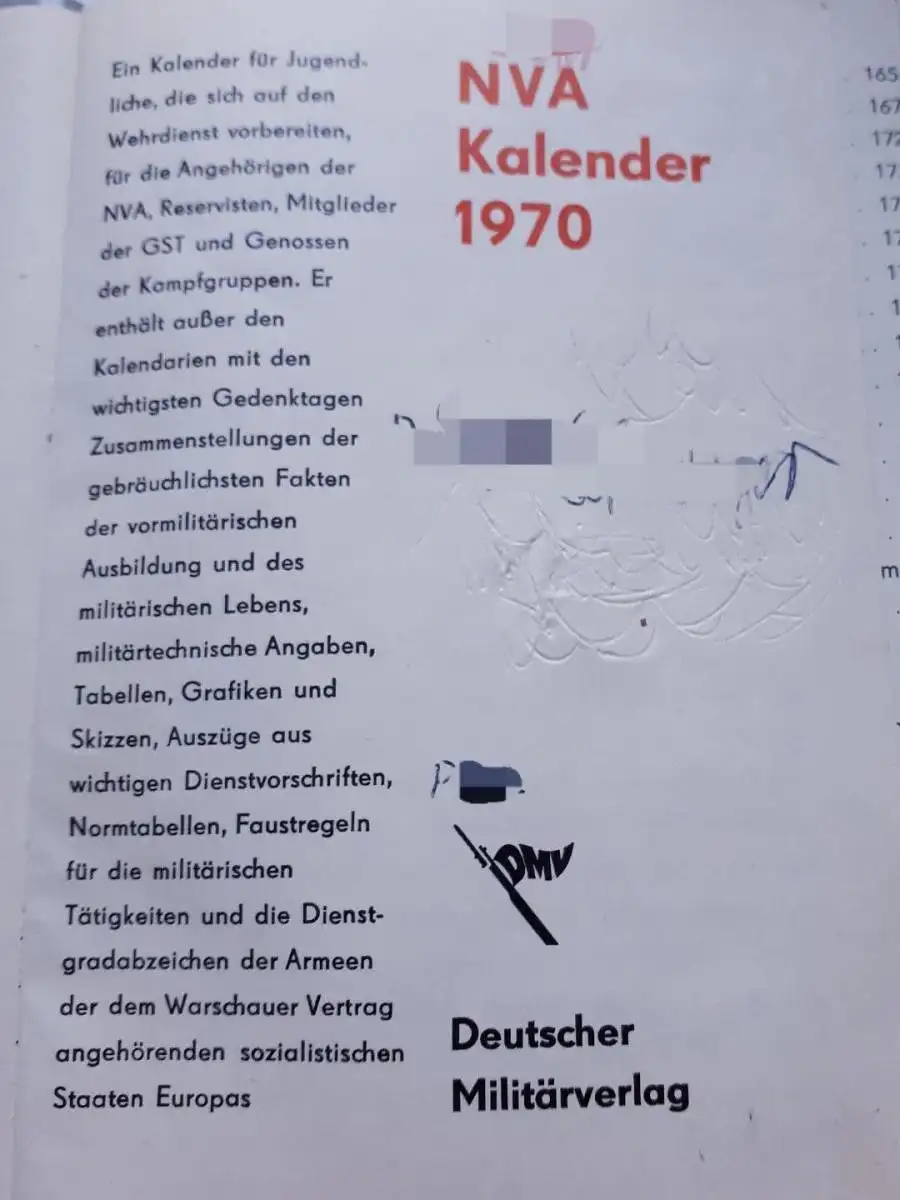 Ein Kalender für Jugend-
liche, die sich auf den
Wehrdienst vorbereiten,
für die Angehörigen der
NVA, Reservisten, Mitglieder
der GST und Genossen
der Kampfgruppen. Er
enthält außer den
Kalendarien mit den
wichtigsten Gedenktagen
Zusammenstellungen der
gebräuchlichsten Fakten
der vormilitärischen
Ausbildung und des
militärischen Lebens,
militärtechnische Angaben,
Tabellen, Grafiken und
Skizzen, Auszüge aus
wichtigen Dienstvorschriften,
Normtabellen, Faustregeln
für die militärischen
Tätigkeiten und die Dienst-
gradabzeichen der Armeen
der dem Warschauer Vertrag
angehörenden sozialistischen
Staaten Europas
NVA
Kalender
1970
DMV
Deutscher
Militärverlag
165
167